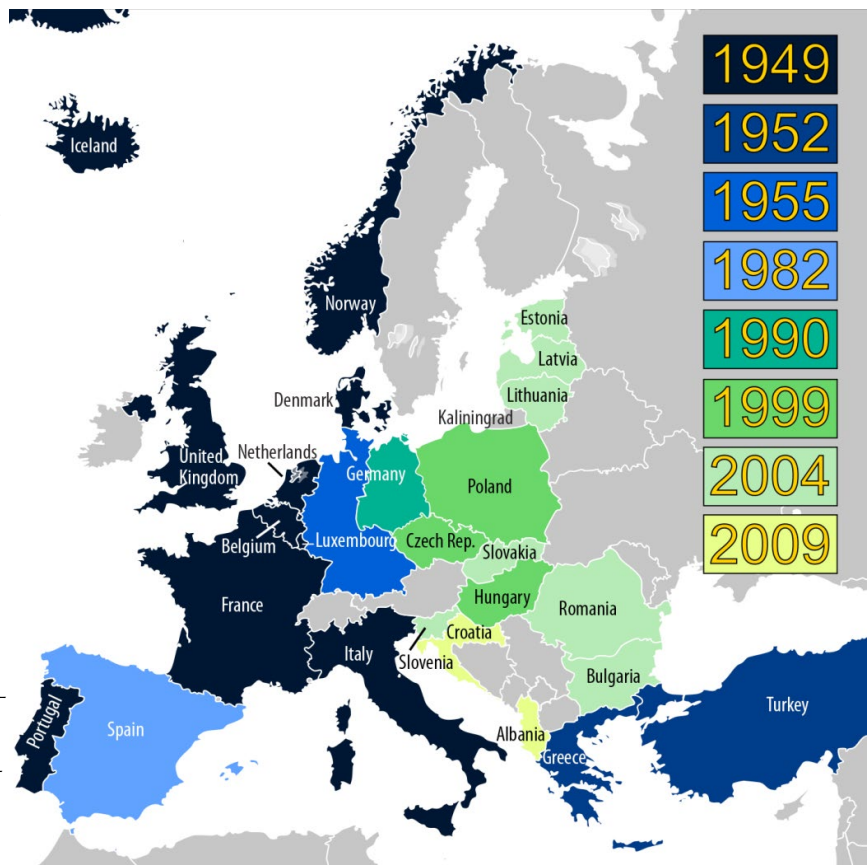 1949
1952
1955
1982
1990
1999
2004
2009
Iceland
Norway
Estonia
Latvia
Lithuania
Kaliningrad
Denmark
United
Kingdom
Netherlands
Germany
Poland
Belgium
Luxembourg
Czech Rep.
Slovakia
France
Hungary
Romania
Italy
Croatia
Slovenia
Bulgaria
Portugal
Spain
Albania
Greece
Turkey